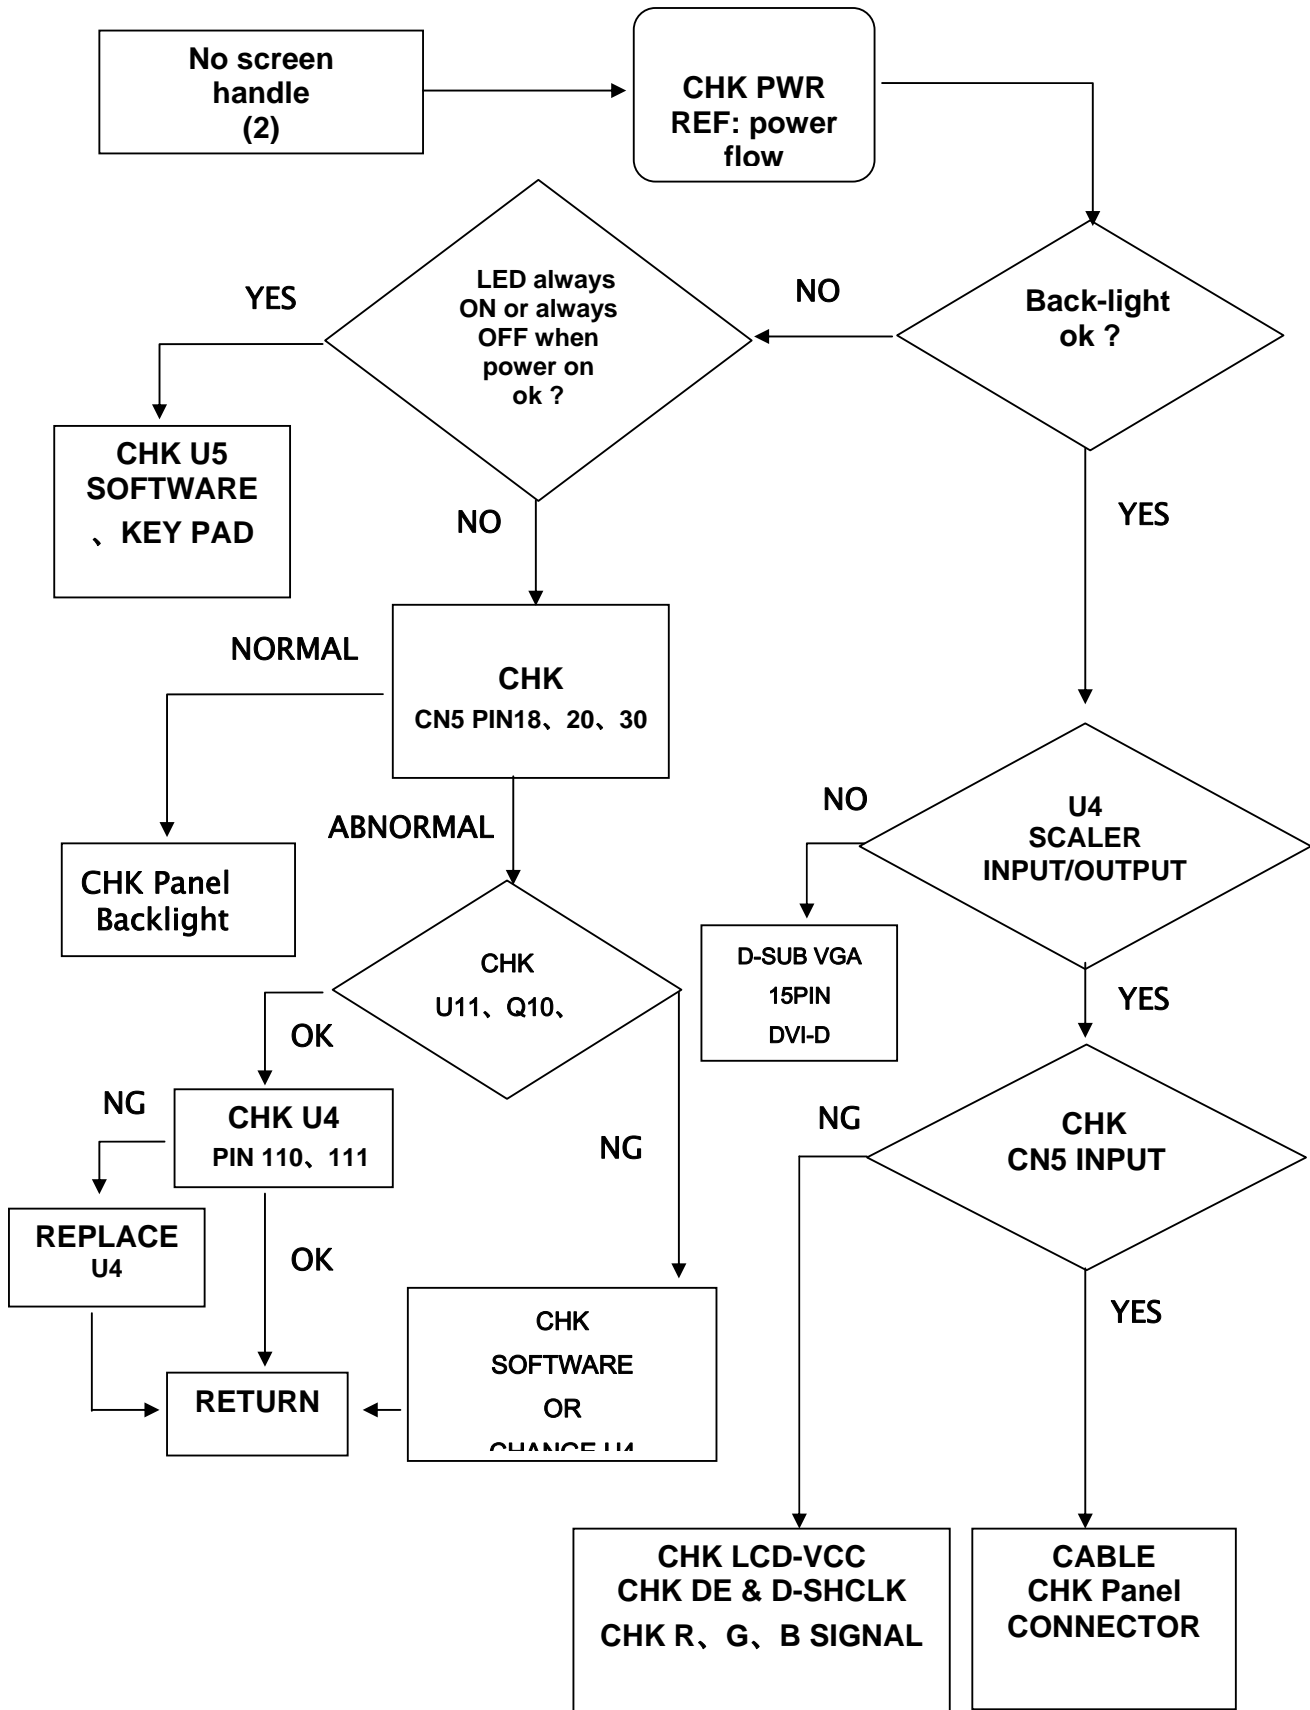 No screen
handle
(2)
CHK PWR
REF: power
flow
LED always
ON or always
OFF when
power on
ok ?
YES
NO
Back-light
ok ?
CHK U5
SOFTWARE
、KEY PAD
NO
YES
NORMAL
CHK
CN5 PIN18、20、30
NO
U4
SCALER
INPUT/OUTPUT
ABNORMAL
CHK Panel
Backlight
CHK
U11、Q10、
D-SUB VGA
15PIN
DVI-D
YES
OK
NG
CHK U4
PIN 110、111
NG
NG
CHK
CN5 INPUT
REPLACE
U4
OK
YES
CHK
SOFTWARE
OR
CHANGE U4
RETURN
CHK LCD-VCC
CHK DE & D-SHCLK
CHK R、G、B SIGNAL
CABLE
CHK Panel
CONNECTOR